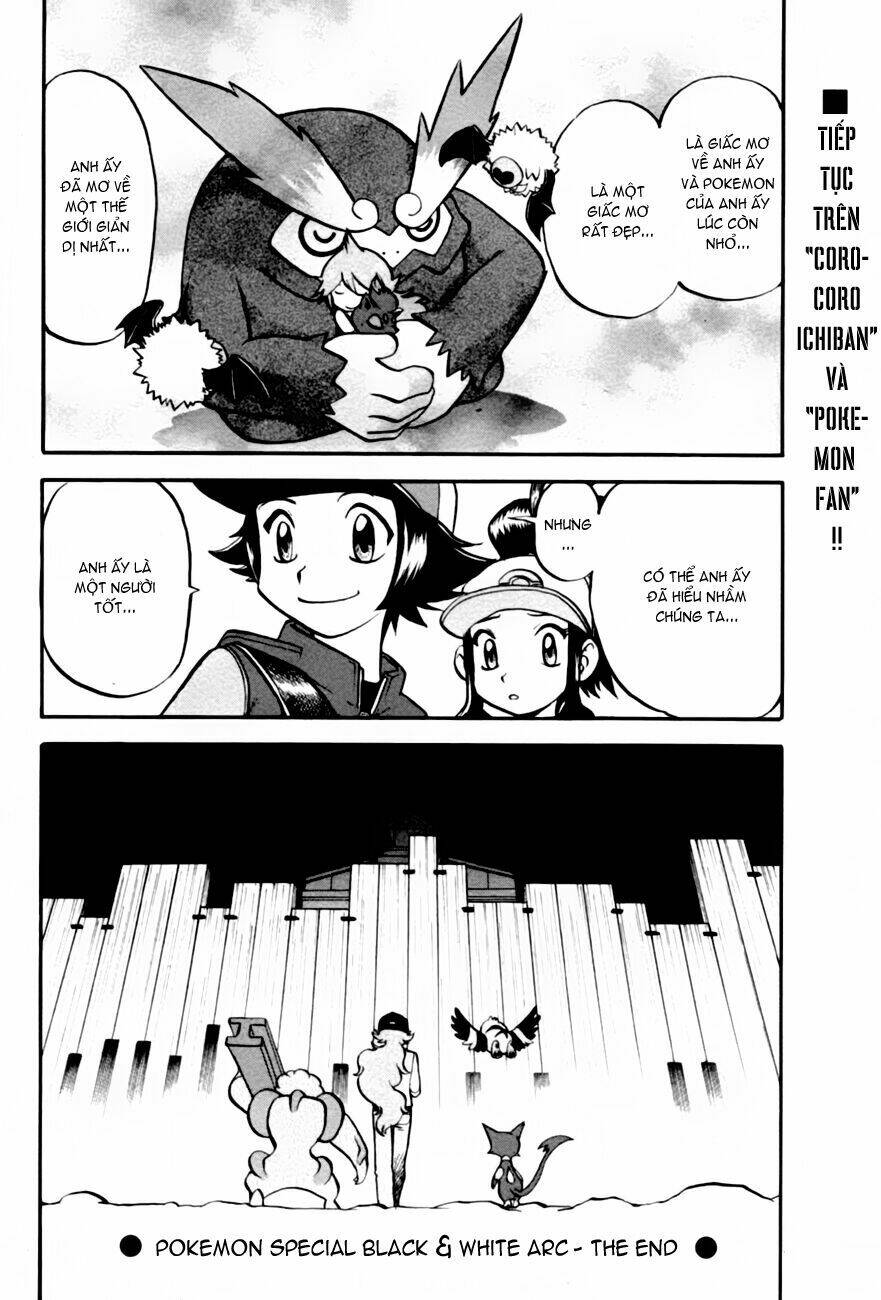 LÀ GIẤC MƠ
VỀ ANH ẤY
VÀ POKEMON
CỦA ANH ẤY
LÚC CÒN
NHỎ...
LÀ MỘT
GIẤC MƠ
RẤT ĐẸP...
ANH ẤY
ĐÃ MƠ VỀ
MỘT THẾ
GIỚI GIẢN
DỊ NHẤT...
■
TIẾP
TỤC
TRÊN
"CORO-
CORO
ICHIBAN"
VÀ
"POKE-
MON
FAN"
!!
NHƯNG
...
CÓ THỂ ANH ẤY
ĐÃ HIỂU NHẦM
CHÚNG TA...
ANH ẤY LÀ
MỘT NGƯỜI
TỐT...
● POKEMON SPECIAL BLACK & WHITE ARC - THE END ●